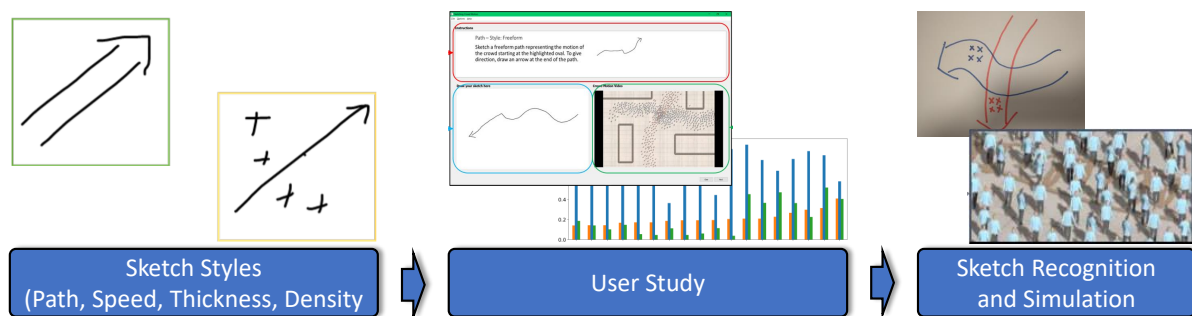 Instructions
Path – Style: Freeform
Sketch a freeform path representing the motion
of the crowd starting at the highlighted oval. To give
direction, draw an arrow at the end of the path.
Draw your sketch here
Crowd Motion Video
0.4
0.2
0.0
Sketch Styles
(Path, Speed, Thickness, Density
User Study
Sketch Recognition
and Simulation